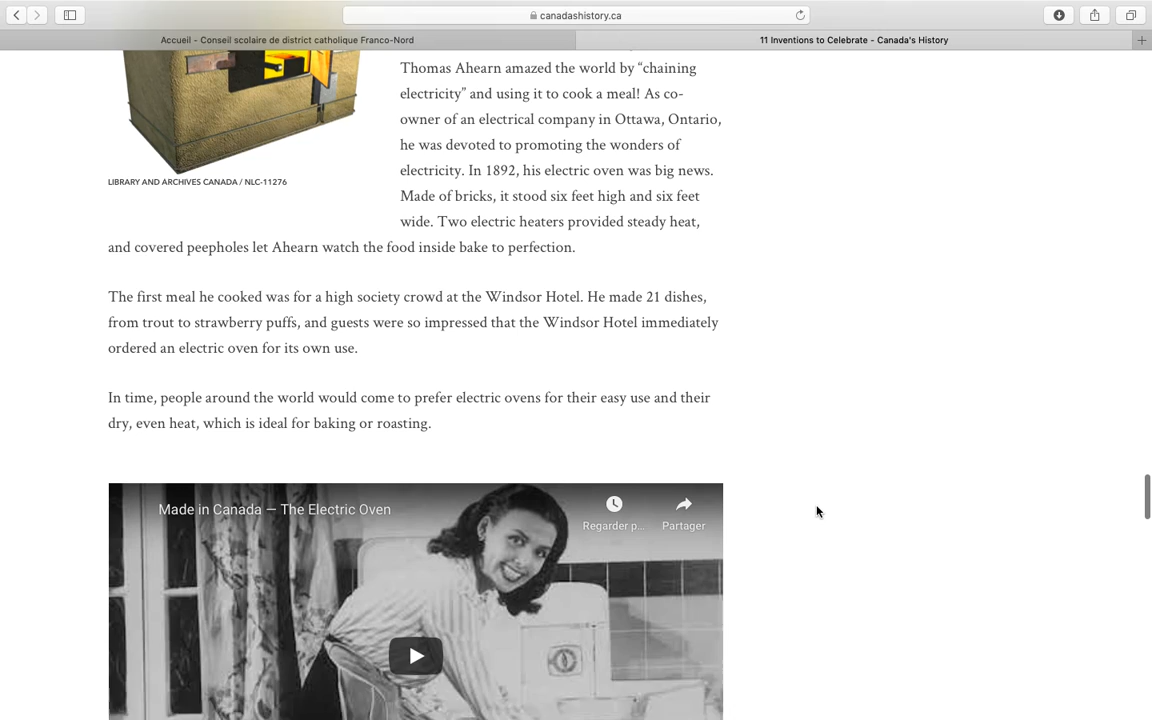 canadashistory.ca
Accueil - Conseil scolaire de district catholique Franco-Nord
11 Inventions to Celebrate - Canada's History
Thomas Ahearn amazed the world by “chaining
electricity” and using it to cook a meal! As co-
owner of an electrical company in Ottawa, Ontario,
he was devoted to promoting the wonders of
electricity. In 1892, his electric oven was big news.
Made of bricks, it stood six feet high and six feet
wide. Two electric heaters provided steady heat,
LIBRARY AND ARCHIVES CANADA / NLC-11276
and covered peepholes let Ahearn watch the food inside bake to perfection.
The first meal he cooked was for a high society crowd at the Windsor Hotel. He made 21 dishes,
from trout to strawberry puffs, and guests were so impressed that the Windsor Hotel immediately
ordered an electric oven for its own use.
In time, people around the world would come to prefer electric ovens for their easy use and their
dry, even heat, which is ideal for baking or roasting.
Made in Canada — The Electric Oven
Regarder p...
Partager